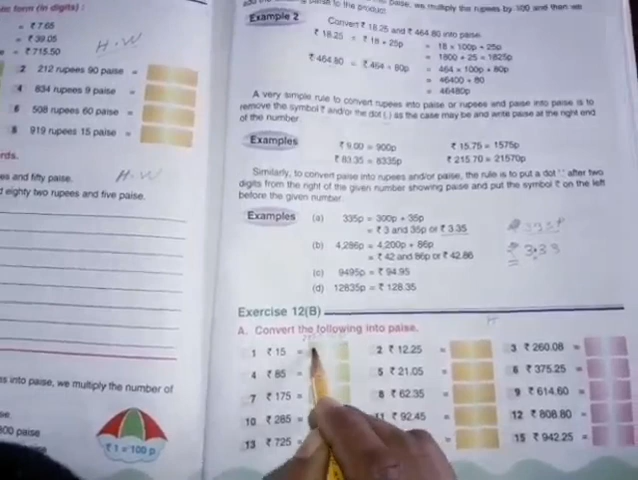 ic form (in digits) :
= ₹ 7.65
= ₹ 39.05
= ₹ 715.50
H.W
2 212 rupees 90 paise =
4 834 rupees 9 paise =
6 508 rupees 60 paise =
8 919 rupees 15 paise =
rds.
es and fifty paise.
H.W
d eighty two rupees and five paise.
ss into paise, we multiply the number of
se.
300 paise
₹ 1 = 100 p
to the product
paise, we multiply the rupees by 100 and then we
Example 2
Convert ₹ 18.25 and ₹ 464.80 into paise.
₹ 18.25 = ₹ 18 + 25p
= 18 x 100p + 25p
= 1800 + 25 = 1825p
₹ 464.80 = ₹ 464 + 80p
= 464 x 100p + 80p
= 46400 + 80
= 46480p
A very simple rule to convert rupees into paise or rupees and paise into paise is to
remove the symbol ₹ and/or the dot (.) as the case may be and write paise at the right end
of the number.
Examples
₹ 9.00 = 900p
₹ 15.75 = 1575p
₹ 83.35 = 8335p
₹ 215.70 = 21570p
Similarly, to convert paise into rupees and/or paise, the rule is to put a dot '.' after two
digits from the right of the given number showing paise and put the symbol ₹ on the left
before the given number.
Examples
(a) 335p = 300p + 35p
= ₹ 3 and 35p or ₹ 3.35
(b) 4,286p = 4,200p + 86p
= ₹ 42 and 86p or ₹ 42.86
(c) 9495p = ₹ 94.95
(d) 12835p = ₹ 128.35
Exercise 12(B)
A. Convert the following into paise.
1 ₹ 15 =
2 ₹ 12.25 =
3 ₹ 260.08 =
4 ₹ 85
5 ₹ 21.05 =
6 ₹ 375.25 =
7 ₹ 175 =
8 ₹ 62.35 =
9 ₹ 614.60 =
10 ₹ 285 =
11 ₹ 92.45 =
12 ₹ 808.80 =
13 ₹ 725 =
=
15 ₹ 942.25 =